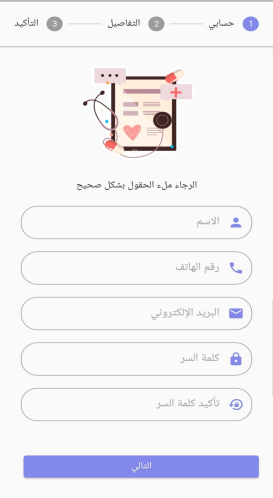 1 حسابي 2 التفاصيل 3 التأكيد
الرجاء ملء الحقول بشكل صحيح
الاسم
رقم الهاتف
البريد الإلكتروني
كلمة السر
تأكيد كلمة السر
التالي